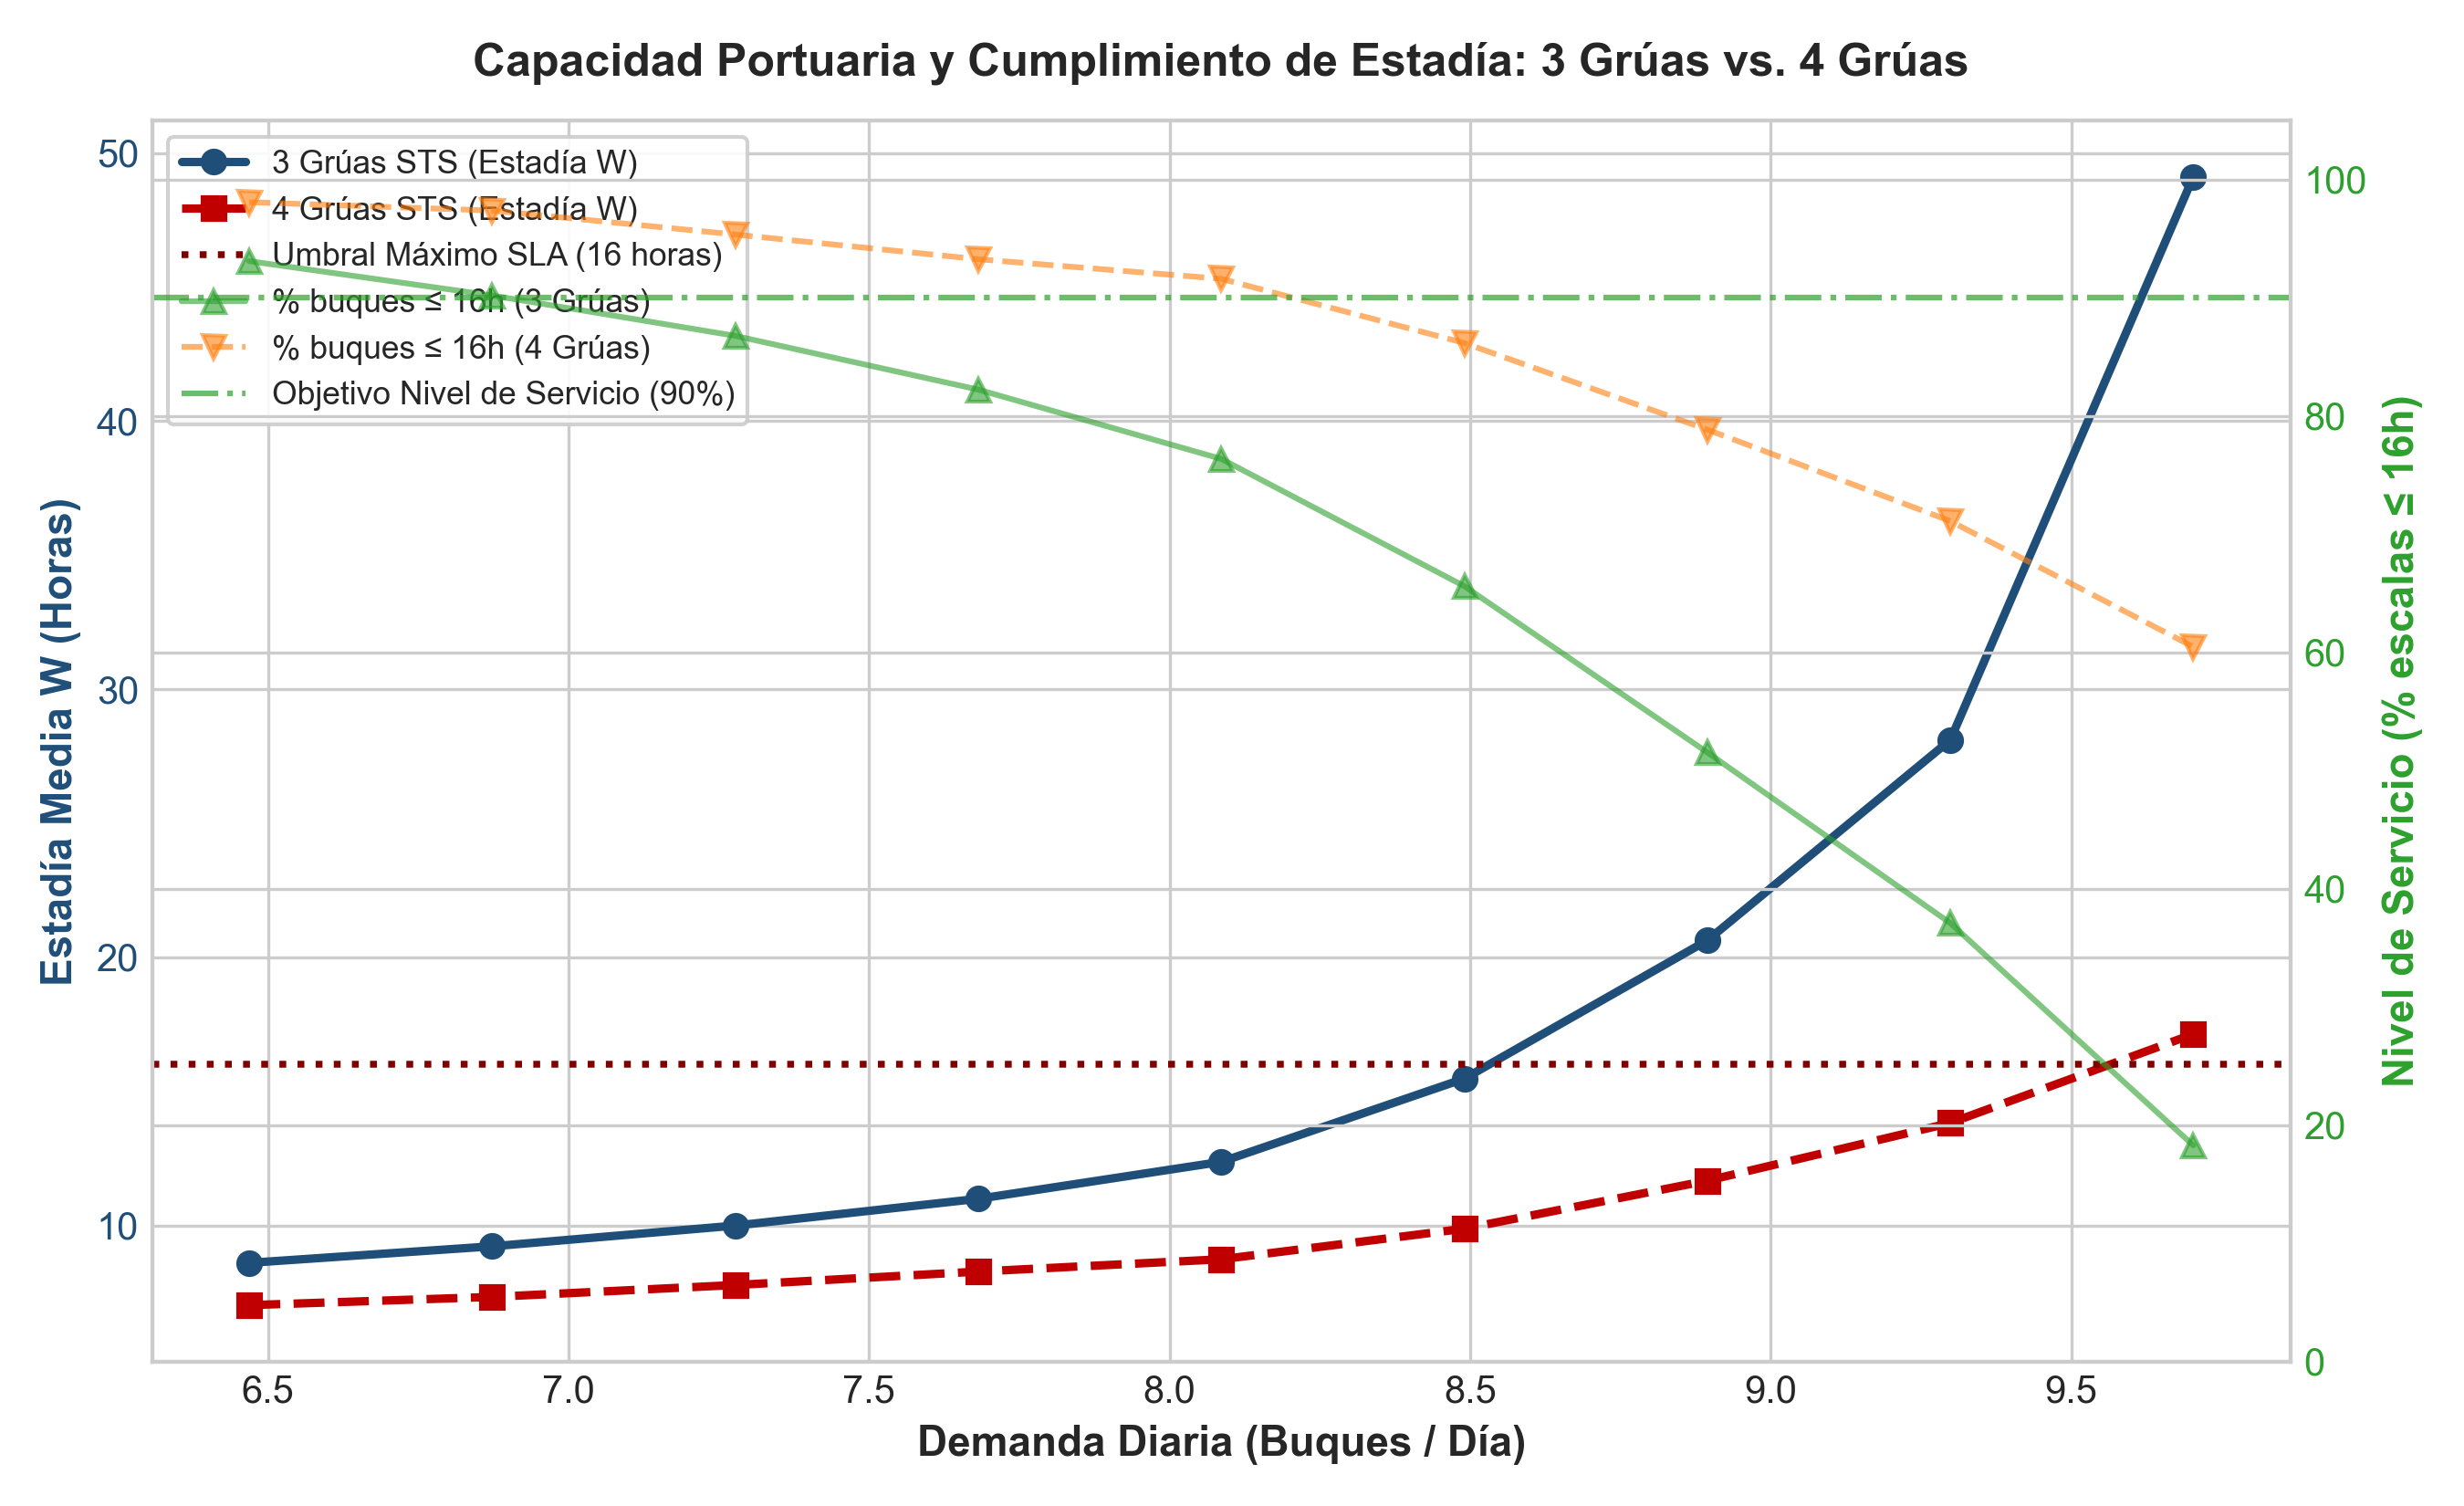 Capacidad Portuaria y Cumplimiento de Estadía: 3 Grúas vs. 4 Grúas
3 Grúas STS (Estadía W)
4 Grúas STS (Estadía W)
Umbral Máximo SLA (16 horas)
% buques ≤ 16h (3 Grúas)
% buques ≤ 16h (4 Grúas)
Objetivo Nivel de Servicio (90%)
Estadía Media W (Horas)
50
40
30
20
10
100
80
60
40
20
0
Nivel de Servicio (% escalas ≤ 16h)
6.5 7.0 7.5 8.0 8.5 9.0 9.5
Demanda Diaria (Buques / Día)